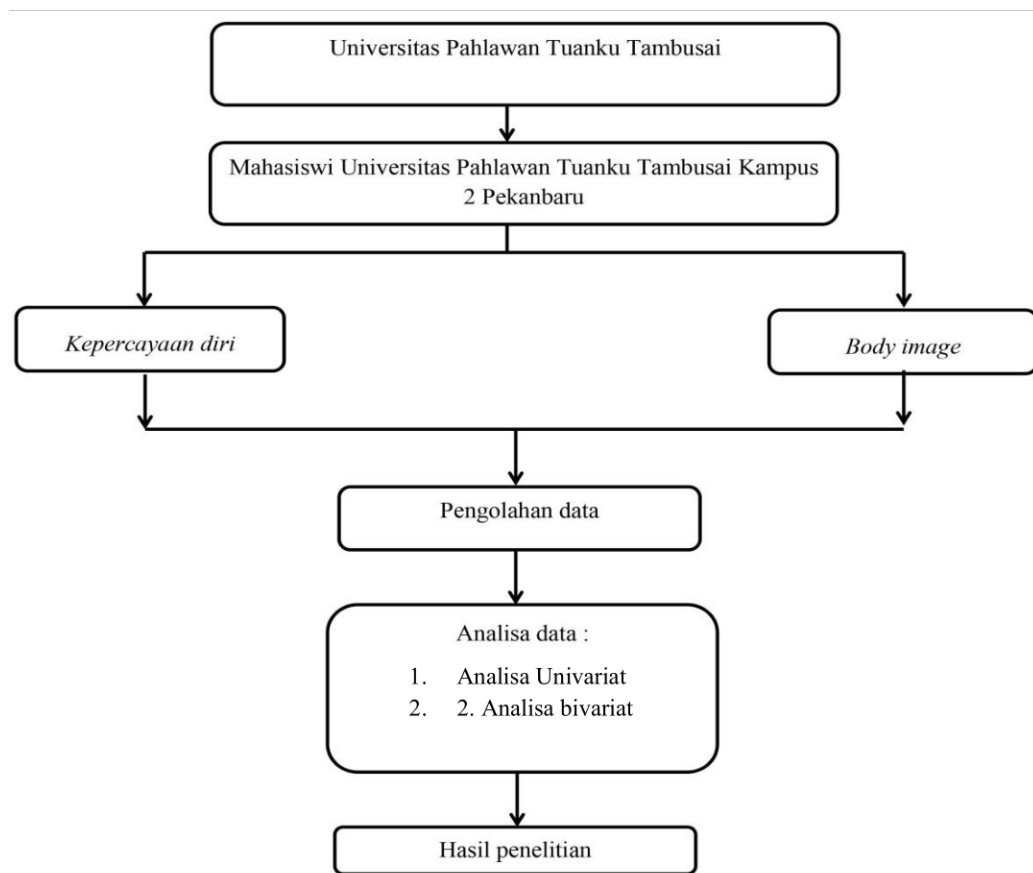 Universitas Pahlawan Tuanku Tambusai
Mahasiswi Universitas Pahlawan Tuanku Tambusai Kampus
2 Pekanbaru
Kepercayaan diri
Body image
Pengolahan data
Analisa data :
1. Analisa Univariat
2. 2. Analisa bivariat
Hasil penelitian